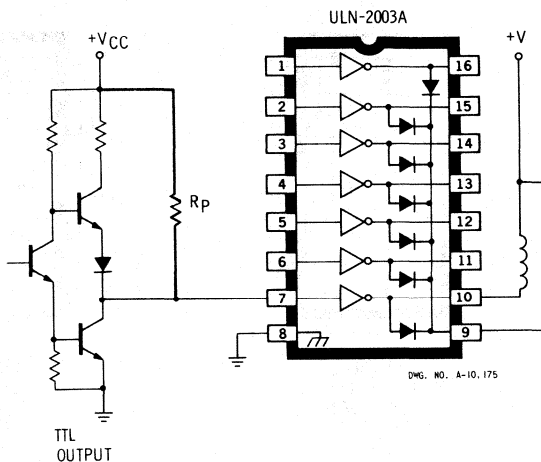 ULN-2003A
+VCC
+V
1
16
2
15
3
14
RP
4
13
5
12
6
11
7
10
8
9
DWG. NO. A-10,175
TTL
OUTPUT